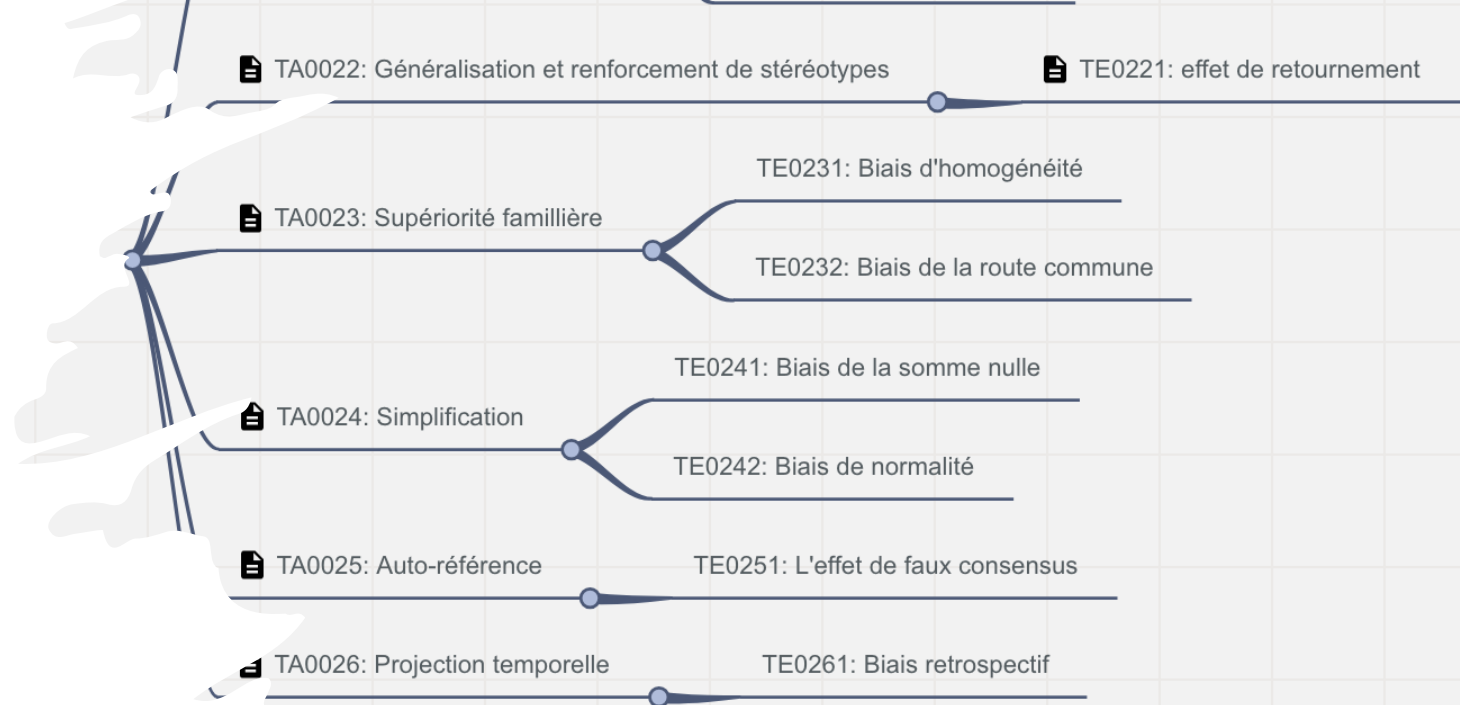 TA0022: Généralisation et renforcement de stéréotypes
TE0221: effet de retournement
TA0023: Supériorité famillière
TE0231: Biais d'homogénéité
TE0232: Biais de la route commune
TA0024: Simplification
TE0241: Biais de la somme nulle
TE0242: Biais de normalité
TA0025: Auto-référence
TE0251: L'effet de faux consensus
TA0026: Projection temporelle
TE0261: Biais retrospectif